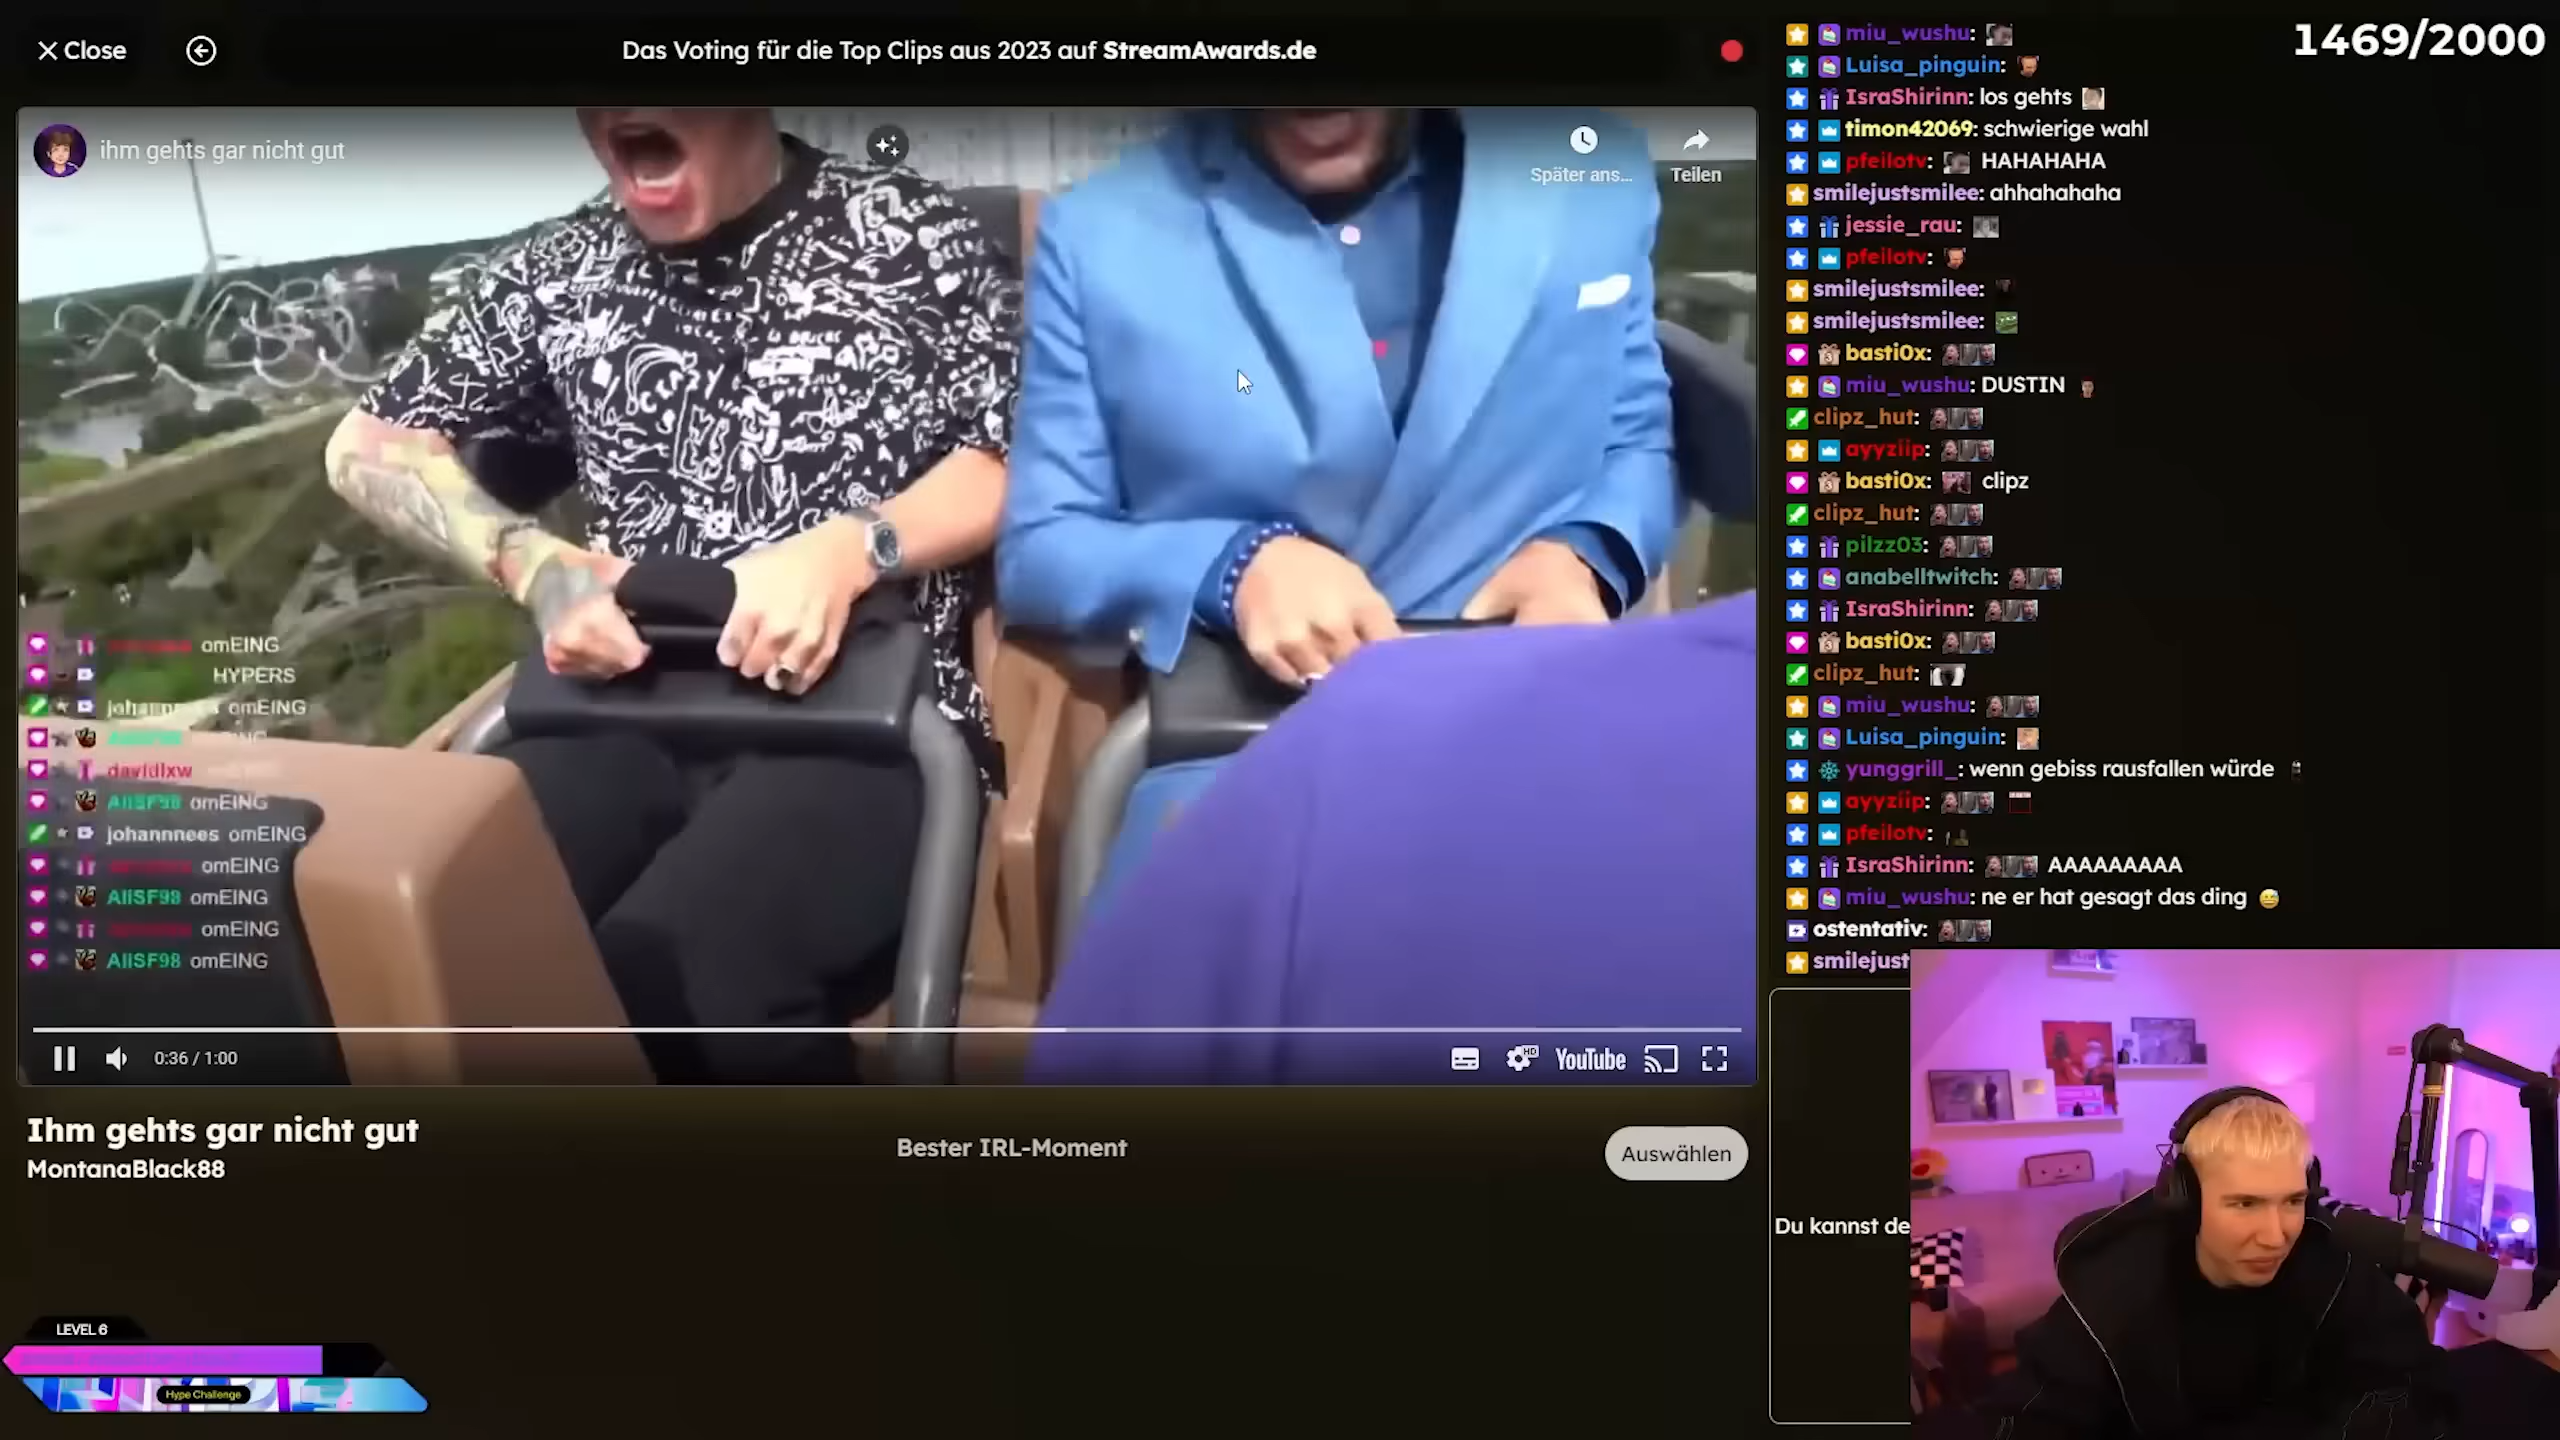 Close
Das Voting für die Top Clips aus 2023 auf StreamAwards.de
ihm gehts gar nicht gut
Später ans...
Teilen
omEING
HYPERS
omEING
davidlxw
AllSF98 omEING
johannnees omEING
omEING
AllSF98 omEING
omEING
AllSF98 omEING
0:36 / 1:00
HD
YouTube
Ihm gehts gar nicht gut
MontanaBlack88
Bester IRL-Moment
Auswählen
LEVEL 6
Hype Challenge
1469/2000
miu_wushu:
Luisa_pinguin:
IsraShirinn: los gehts
timon42069: schwierige wahl
pfeilotv: HAHAHAHA
smilejustsmilee: ahhahahaha
jessie_rau:
pfeilotv:
smilejustsmilee:
smilejustsmilee:
basti0x:
miu_wushu: DUSTIN
clipz_hut:
ayyziip:
basti0x: clipz
clipz_hut:
pilzz03:
anabelltwitch:
IsraShirinn:
basti0x:
clipz_hut:
miu_wushu:
Luisa_pinguin:
yunggrill_: wenn gebiss rausfallen würde
ayyziip:
pfeilotv:
IsraShirinn: AAAAAAAAA
miu_wushu: ne er hat gesagt das ding
ostentativ:
smilejust
Du kannst de